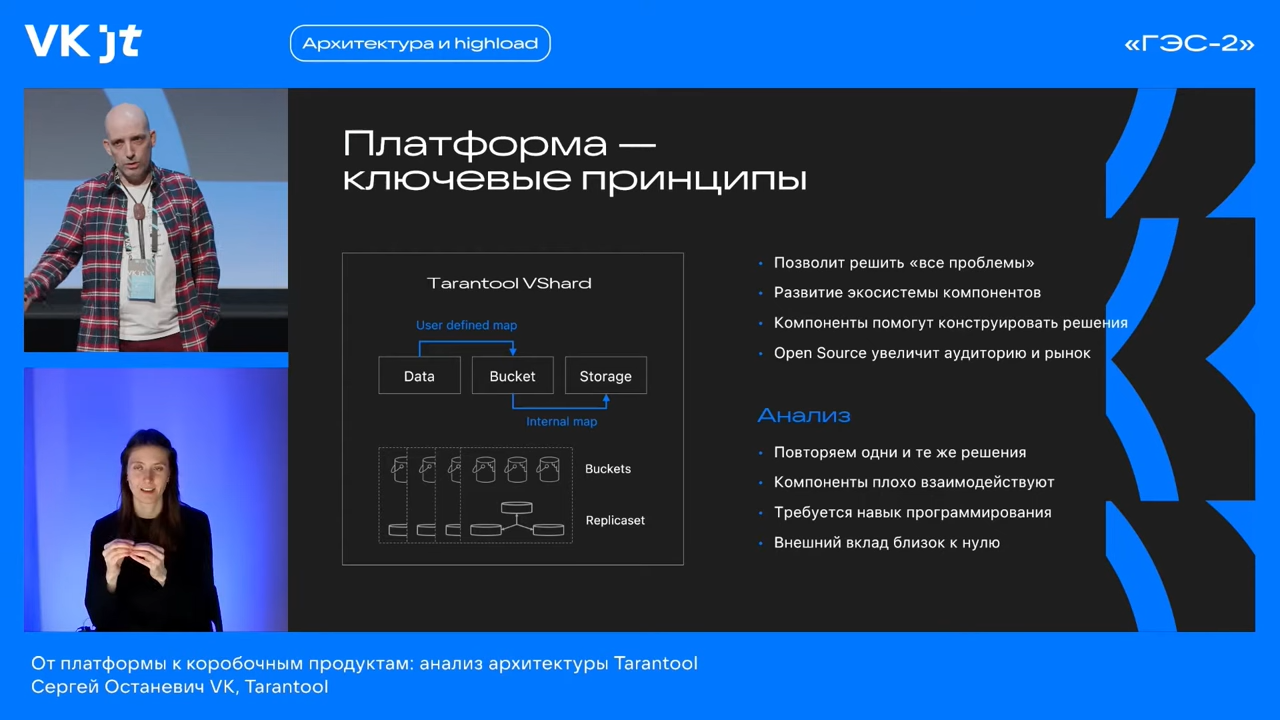 VK jt
Архитектура и highload
«ГЭС-2»
Платформа —
ключевые принципы
Tarantool VShard
User defined map
Data
Bucket
Storage
Internal map
Buckets
Replicaset
Позволит решить «все проблемы»
Развитие экосистемы компонентов
Компоненты помогут конструировать решения
Open Source увеличит аудиторию и рынок
Анализ
Повторяем одни и те же решения
Компоненты плохо взаимодействуют
Требуется навык программирования
Внешний вклад близок к нулю
От платформы к коробочным продуктам: анализ архитектуры Tarantool
Сергей Останевич VK, Tarantool